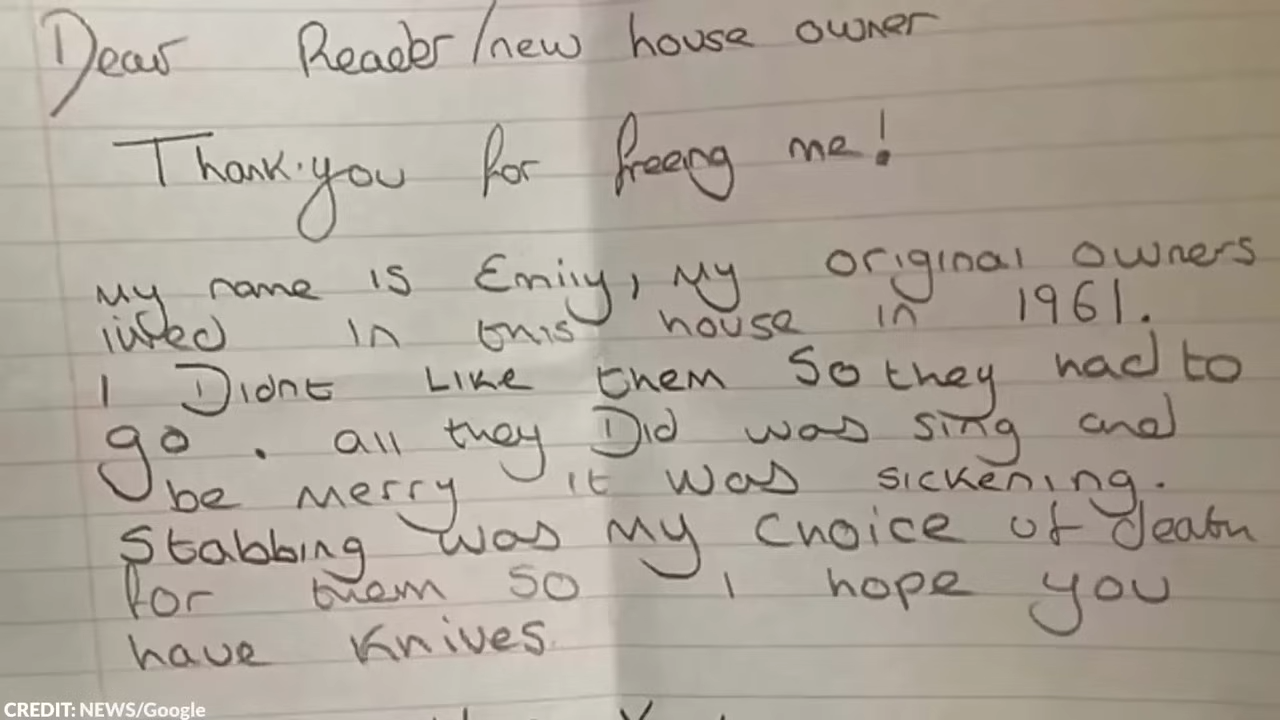 Dear Reader/new house owner
Thank.you for freeing me!
My name is Emily, My original owners
lived in this house in 1961.
I Didnt Like them So they had to
go. all they Did was sing and
be merry it was sickening.
Stabbing was my choice of death
for them so I hope you
have Knives.
CREDIT: NEWS/Google